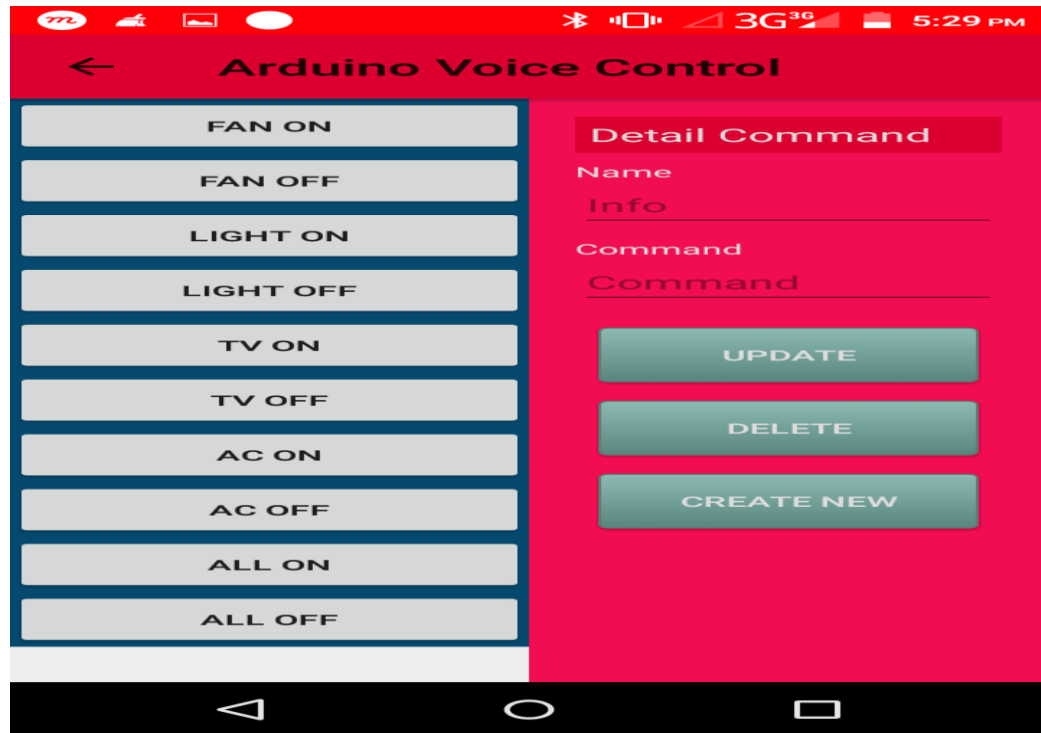 m 3G 3G 5:29 PM
Arduino Voice Control
FAN ON
FAN OFF
LIGHT ON
LIGHT OFF
TV ON
TV OFF
AC ON
AC OFF
ALL ON
ALL OFF
Detail Command
Name
Info
Command
Command
UPDATE
DELETE
CREATE NEW